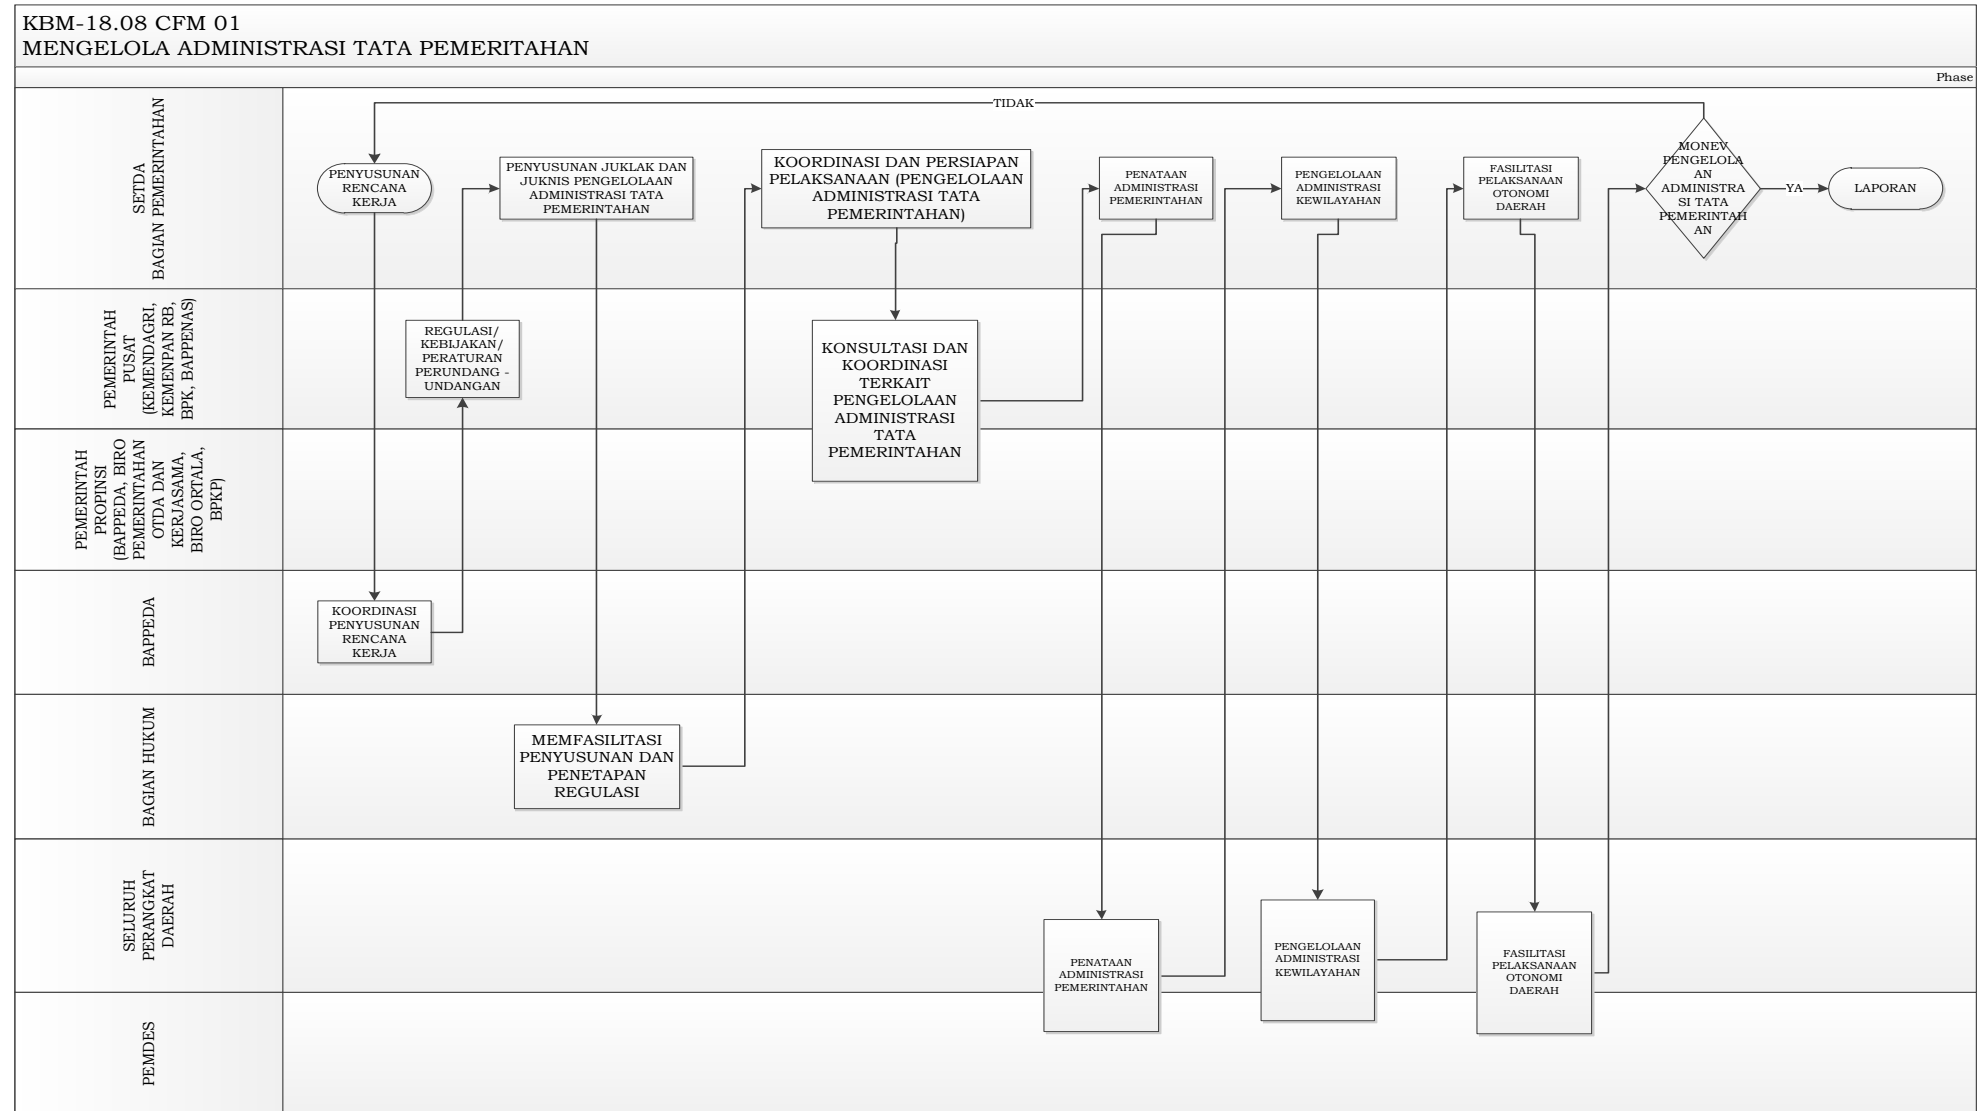 KBM-18.08 CFM 01
MENGELOLA ADMINISTRASI TATA PEMERITAHAN
Phase
SETDA
BAGIAN PEMERINTAHAN
TIDAK
PENYUSUNAN
RENCANA
KERJA
PENYUSUNAN JUKLAK DAN
JUKNIS PENGELOLAAN
ADMINISTRASI TATA
PEMERINTAHAN
KOORDINASI DAN PERSIAPAN
PELAKSANAAN (PENGELOLAAN
ADMINISTRASI TATA
PEMERINTAHAN)
PENATAAN
ADMINISTRASI
PEMERINTAHAN
PENGELOLAAN
ADMINISTRASI
KEWILAYAHAN
FASILITASI
PELAKSANAAN
OTONOMI
DAERAH
MONEV
PENGELOLA
AN
ADMINISTRA
SI TATA
PEMERINTAH
AN
YA
LAPORAN
PEMERINTAH
PUSAT
(KEMENDAGRI,
KEMENPAN RB,
BPK, BAPPENAS)
REGULASI/
KEBIJAKAN/
PERATURAN
PERUNDANG -
UNDANGAN
KONSULTASI DAN
KOORDINASI
TERKAIT
PENGELOLAAN
ADMINISTRASI
TATA
PEMERINTAHAN
PEMERINTAH
PROPINSI
(BAPPEDA, BIRO
PEMERINTAHAN
OTDA DAN
KERJASAMA,
BIRO ORTALA,
BPKP)
BAPPEDA
KOORDINASI
PENYUSUNAN
RENCANA
KERJA
BAGIAN HUKUM
MEMFASILITASI
PENYUSUNAN DAN
PENETAPAN
REGULASI
SELURUH
PERANGKAT
DAERAH
PENATAAN
ADMINISTRASI
PEMERINTAHAN
PENGELOLAAN
ADMINISTRASI
KEWILAYAHAN
FASILITASI
PELAKSANAAN
OTONOMI
DAERAH
PEMDES